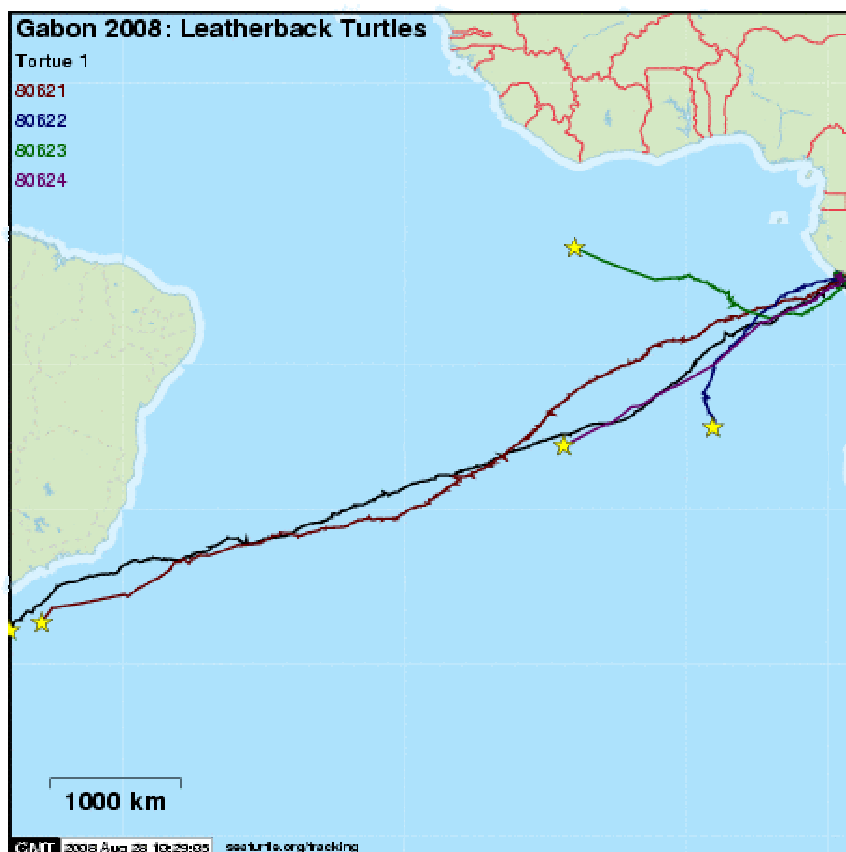 Gabon 2008: Leatherback Turtles
Tortue 1
80621
80622
80623
80624
1000 km
GMT 2008 Aug 28 10:29:05 seaturtle.org/tracking